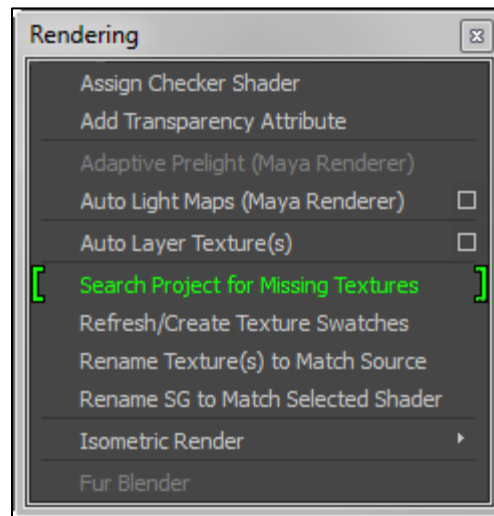 Rendering
Assign Checker Shader
Add Transparency Attribute
Adaptive Prelight (Maya Renderer)
Auto Light Maps (Maya Renderer)
Auto Layer Texture(s)
Search Project for Missing Textures
Refresh/Create Texture Swatches
Rename Texture(s) to Match Source
Rename SG to Match Selected Shader
Isometric Render
Fur Blender